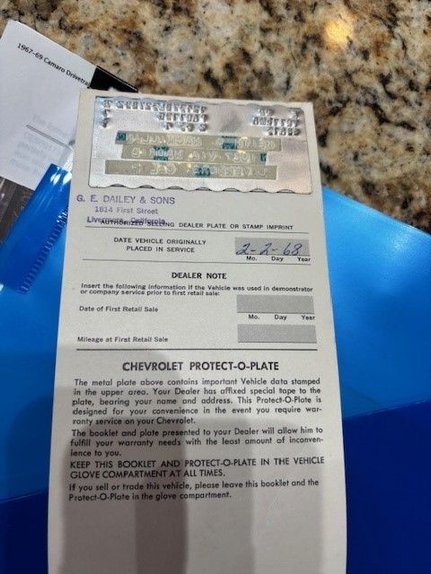 1967-69 Camaro
G. E. DAILEY & SONS
1814 First Street
Livermore, California
AUTHORIZED SELLING DEALER PLATE OR STAMP IMPRINT
DATE VEHICLE ORIGINALLY
PLACED IN SERVICE
2-2-68
Mo. Day Year
DEALER NOTE
Insert the following information if the Vehicle was used in demonstrator
or company service prior to first retail sale:
Date of First Retail Sale
Mo. Day Year
Mileage at First Retail Sale
CHEVROLET PROTECT-O-PLATE
The metal plate above contains important Vehicle data stamped
in the upper area. Your Dealer has affixed special tape to the
plate, bearing your name and address. This Protect-O-Plate is
designed for your convenience in the event you require war-
ranty service on your Chevrolet.
The booklet and plate presented to your Dealer will allow him to
fulfill your warranty needs with the least amount of inconven-
ience to you.
KEEP THIS BOOKLET AND PROTECT-O-PLATE IN THE VEHICLE
GLOVE COMPARTMENT AT ALL TIMES.
If you sell or trade this vehicle, please leave this booklet and the
Protect-O-Plate in the glove compartment.